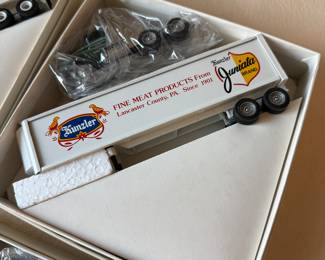 Kunzler
FINE MEAT PRODUCTS From
Lancaster County, PA. Since 1901
Kunzler
Juniata
BRAND